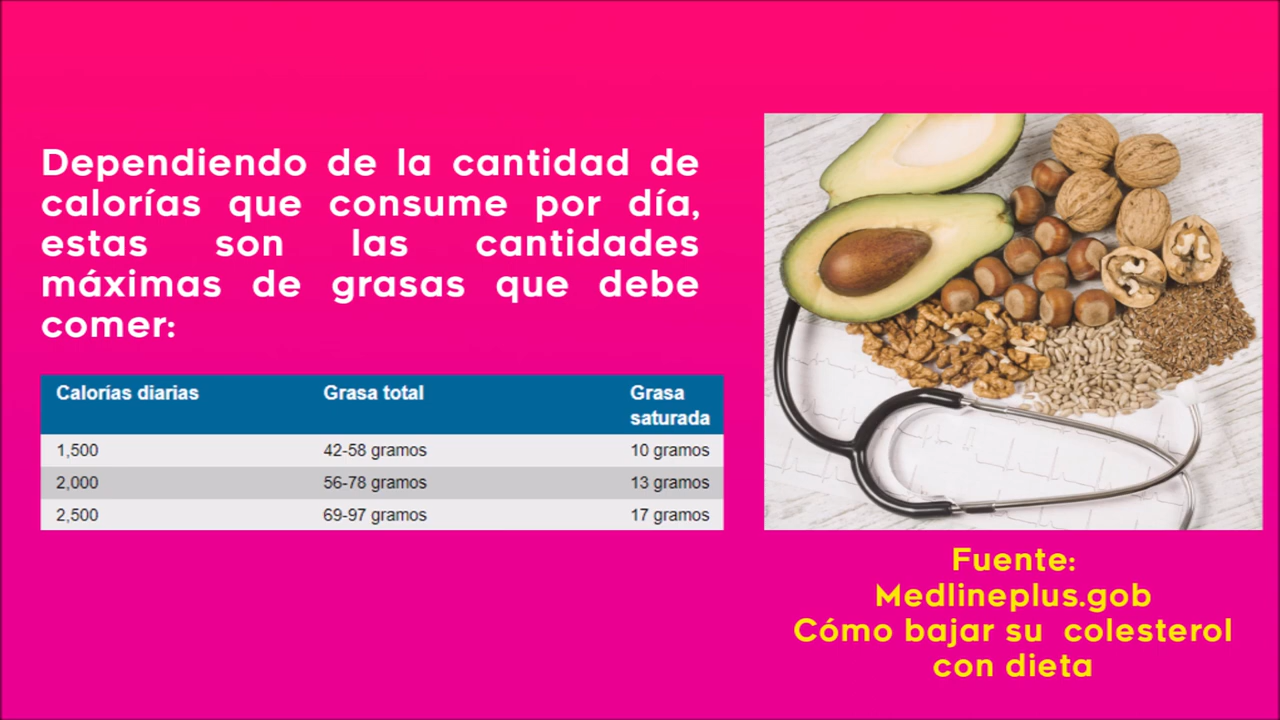 Dependiendo de la cantidad de
calorías que consume por día,
estas son las cantidades
máximas de grasas que debe
comer:
Calorías diarias Grasa total Grasa saturada
1,500 42-58 gramos 10 gramos
2,000 56-78 gramos 13 gramos
2,500 69-97 gramos 17 gramos
Fuente:
Medlineplus.gob
Cómo bajar su colesterol
con dieta